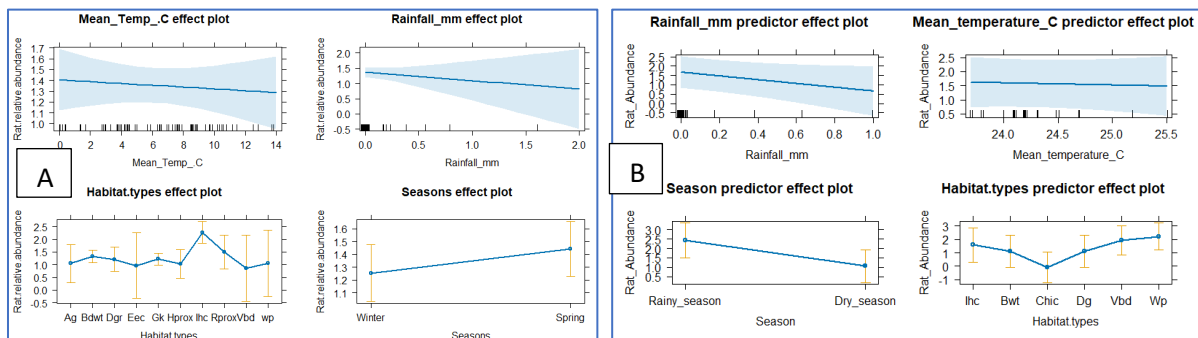 A
Mean_Temp_.C effect plot
Rat.relative abundance
1.7
1.6
1.5
1.4
1.3
1.2
1.1
1.0
0 2 4 6 8 10 12 14
Mean_Temp_.C
Rainfall_mm effect plot
Rat.relative abundance
2.0
1.5
1.0
0.5
0.0
-0.5
0.0 0.5 1.0 1.5 2.0
Rainfall_mm
Habitat.types effect plot
Rat.relative abundance
2.5
2.0
1.5
1.0
0.5
0.0
-0.5
Ag Bdwt Dgr Eec Gk Hprox Ihc Rprox Vbd wp
Habitat.types
Seasons effect plot
Rat.relative abundance
1.6
1.5
1.4
1.3
1.2
1.1
Winter Spring
Seasons
B
Rainfall_mm predictor effect plot
Rat_Abundance
2.5
2.0
1.5
1.0
0.5
0.0
-0.5
0.0 0.2 0.4 0.6 0.8 1.0
Rainfall_mm
Mean_temperature_C predictor effect plot
Rat_Abundance
2.5
2.0
1.5
1.0
0.5
24.0 24.5 25.0 25.5
Mean_temperature_C
Season predictor effect plot
Rat_Abundance
3.0
2.5
2.0
1.5
1.0
0.5
Rainy_season Dry_season
Season
Habitat.types predictor effect plot
Rat_Abundance
3
2
1
0
-1
Ihc Bwt Chic Dg Vbd Wp
Habitat.types